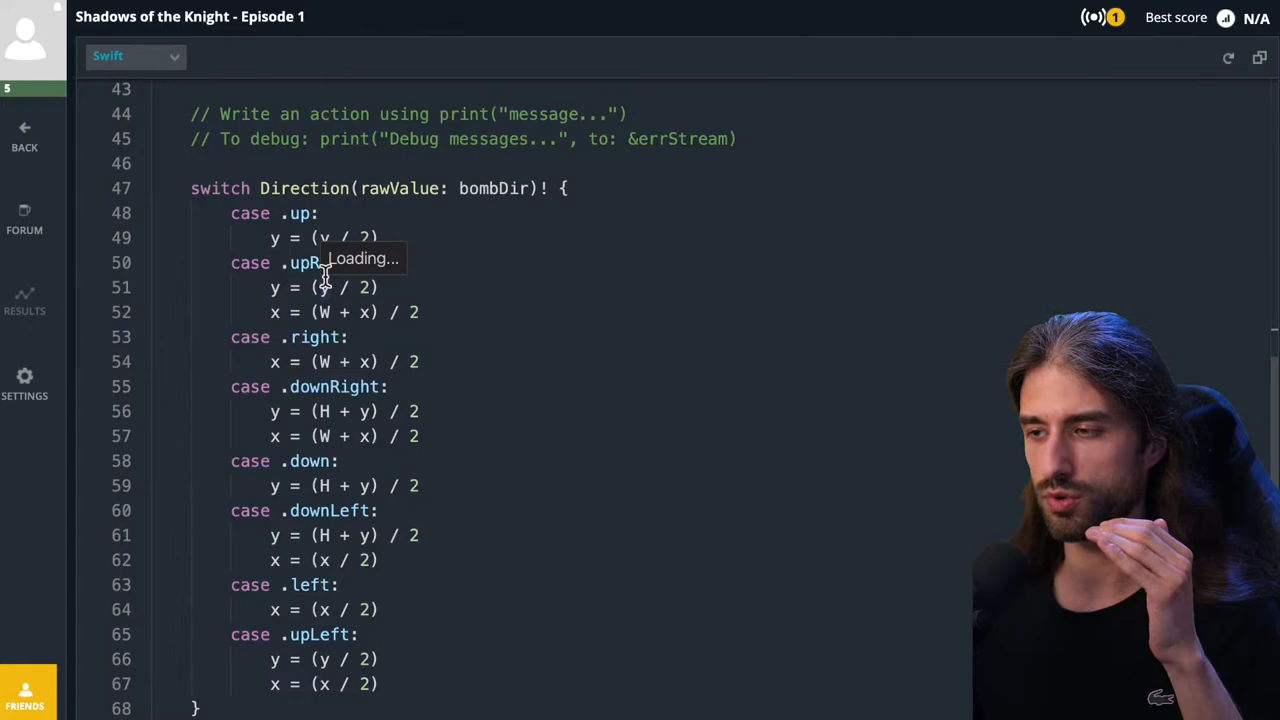 Shadows of the Knight - Episode 1
1
Best score
N/A
Swift
5
BACK
FORUM
RESULTS
SETTINGS
FRIENDS
43
44 // Write an action using print("message...")
45 // To debug: print("Debug messages...", to: &errStream)
46
47 switch Direction(rawValue: bombDir)! {
48 case .up:
49 y = (y / 2)
50 case .upR
Loading...
51 y = (y / 2)
52 x = (W + x) / 2
53 case .right:
54 x = (W + x) / 2
55 case .downRight:
56 y = (H + y) / 2
57 x = (W + x) / 2
58 case .down:
59 y = (H + y) / 2
60 case .downLeft:
61 y = (H + y) / 2
62 x = (x / 2)
63 case .left:
64 x = (x / 2)
65 case .upLeft:
66 y = (y / 2)
67 x = (x / 2)
68 }